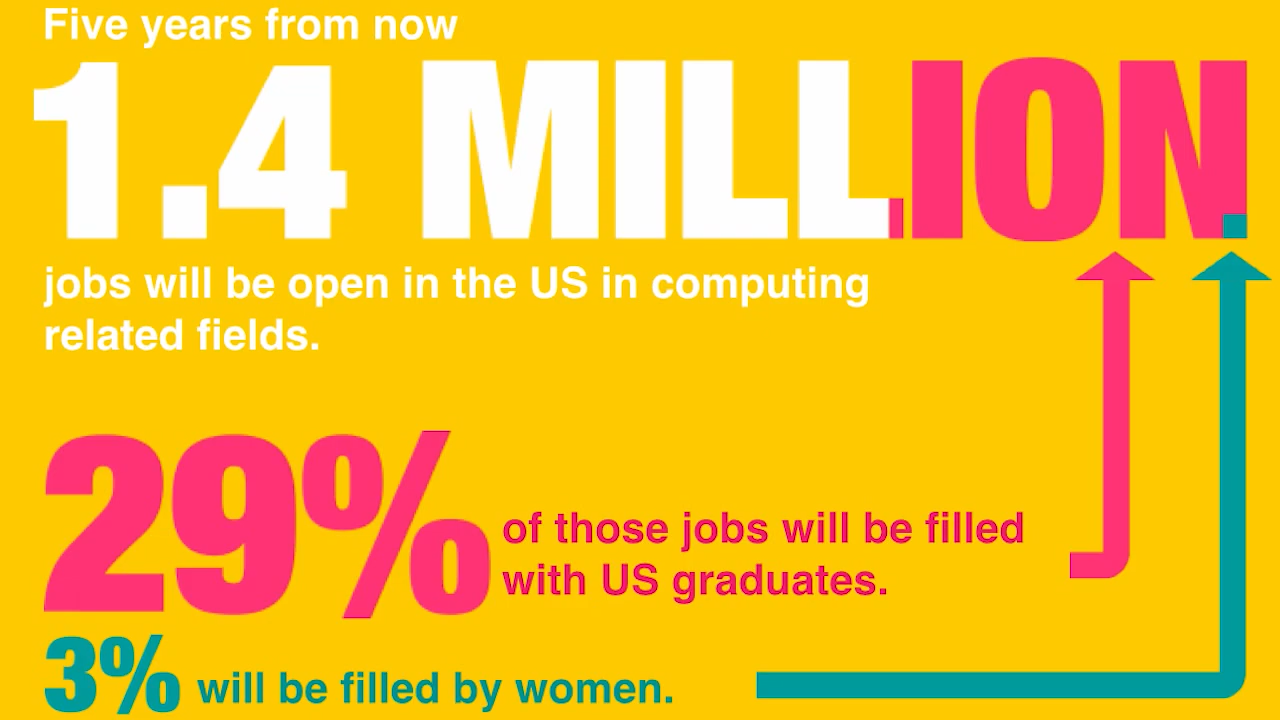 Five years from now
1.4 MILLION
jobs will be open in the US in computing
related fields.
29%
of those jobs will be filled
with US graduates.
3% will be filled by women.